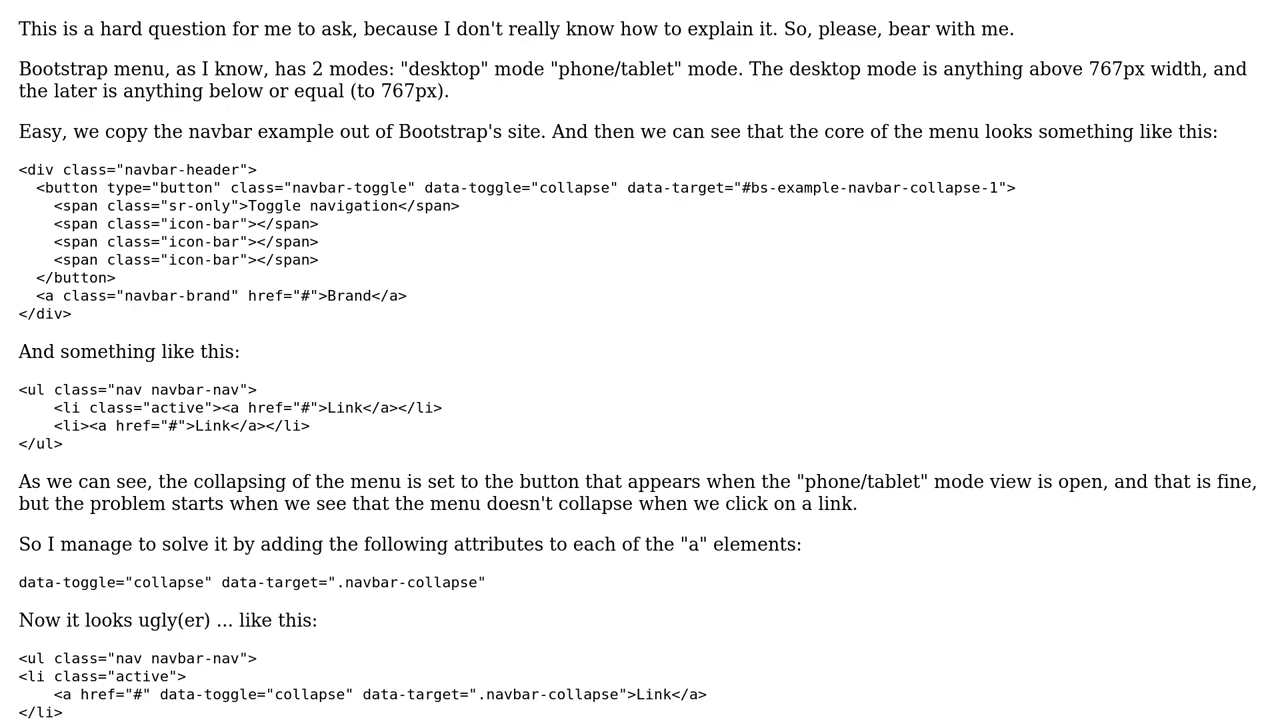 This is a hard question for me to ask, because I don't really know how to explain it. So, please, bear with me.
Bootstrap menu, as I know, has 2 modes: "desktop" mode "phone/tablet" mode. The desktop mode is anything above 767px width, and
the later is anything below or equal (to 767px).
Easy, we copy the navbar example out of Bootstrap's site. And then we can see that the core of the menu looks something like this:
<div class="navbar-header">
  <button type="button" class="navbar-toggle" data-toggle="collapse" data-target="#bs-example-navbar-collapse-1">
    <span class="sr-only">Toggle navigation</span>
    <span class="icon-bar"></span>
    <span class="icon-bar"></span>
    <span class="icon-bar"></span>
  </button>
  <a class="navbar-brand" href="#">Brand</a>
</div>
And something like this:
<ul class="nav navbar-nav">
    <li class="active"><a href="#">Link</a></li>
    <li><a href="#">Link</a></li>
</ul>
As we can see, the collapsing of the menu is set to the button that appears when the "phone/tablet" mode view is open, and that is fine,
but the problem starts when we see that the menu doesn't collapse when we click on a link.
So I manage to solve it by adding the following attributes to each of the "a" elements:
data-toggle="collapse" data-target=".navbar-collapse"
Now it looks ugly(er) ... like this:
<ul class="nav navbar-nav">
<li class="active">
    <a href="#" data-toggle="collapse" data-target=".navbar-collapse">Link</a>
</li>